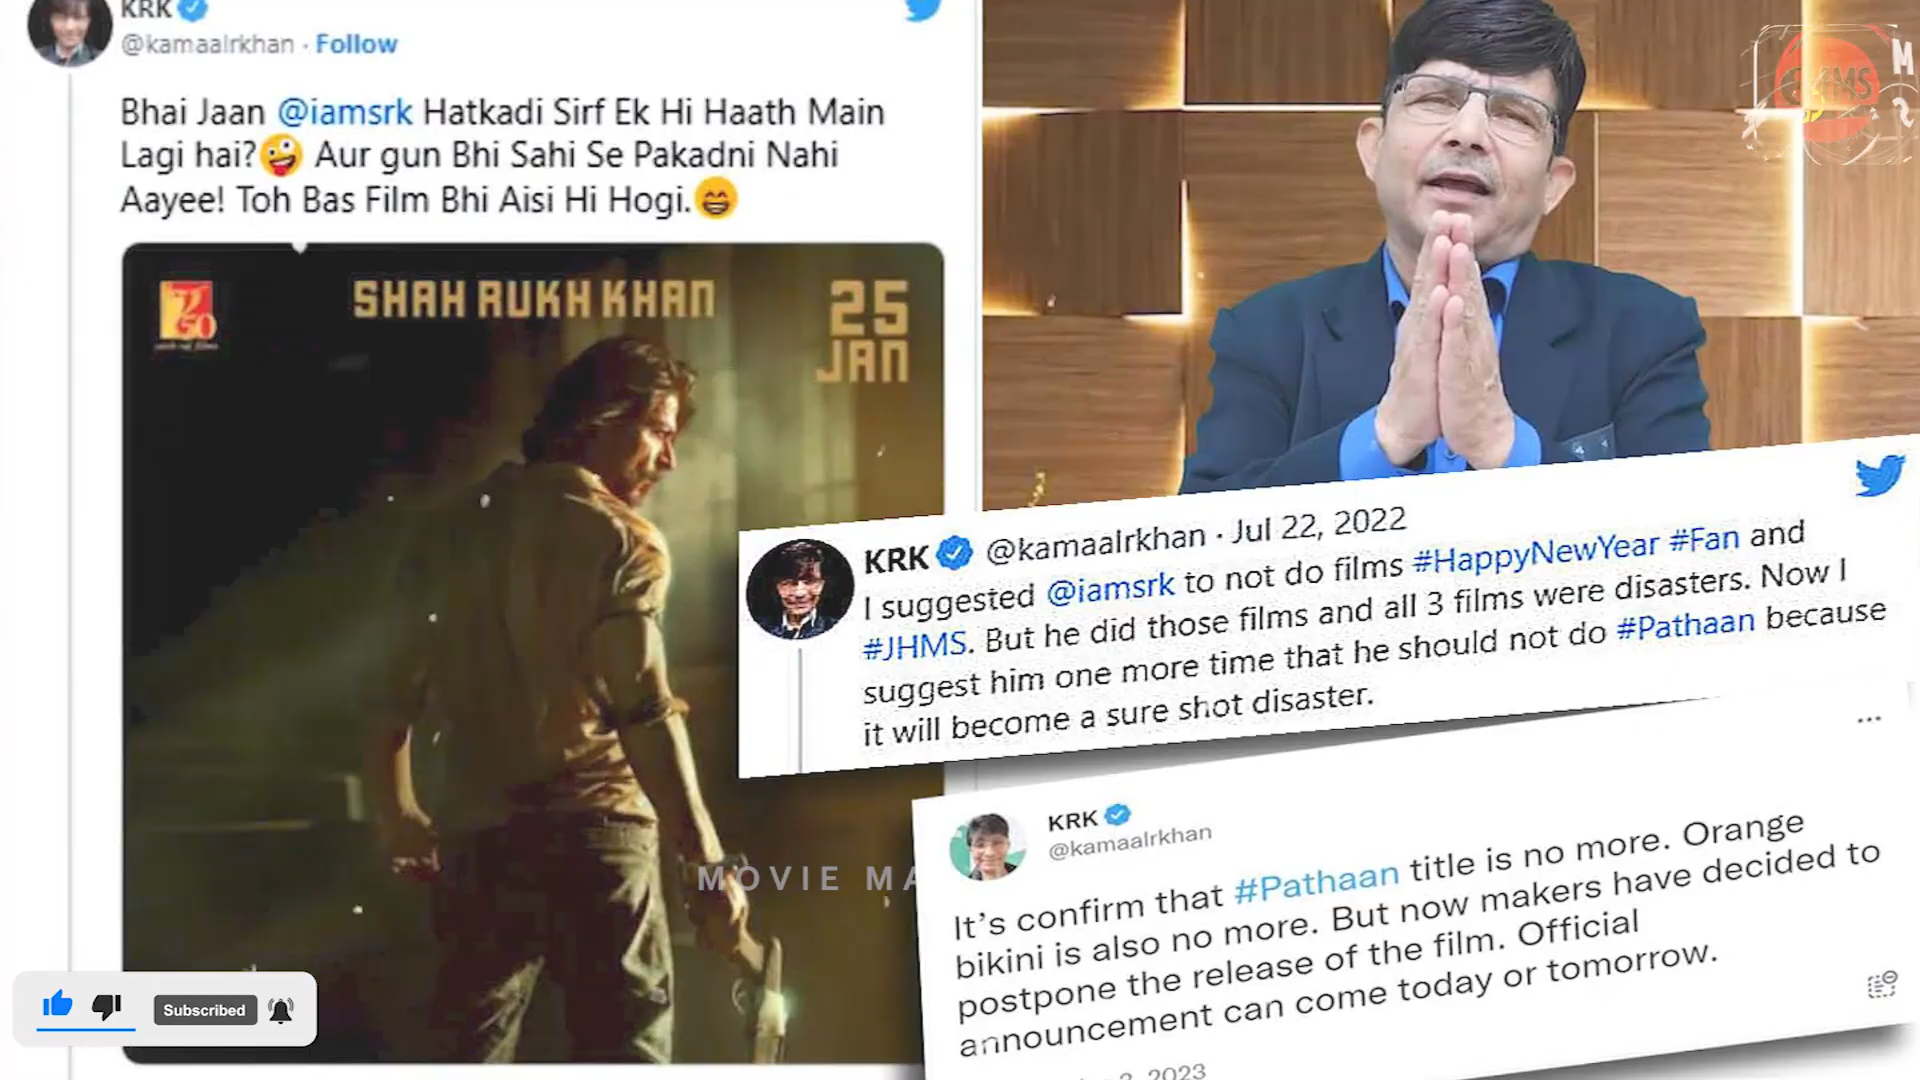 KRK
@kamaalrkhan · Follow
Bhai Jaan @iamsrk Hatkadi Sirf Ek Hi Haath Main
Lagi hai?🤪 Aur gun Bhi Sahi Se Pakadni Nahi
Aayee! Toh Bas Film Bhi Aisi Hi Hogi.😁
50
SHAH RUKH KHAN
25
JAN
KRK @kamaalrkhan · Jul 22, 2022
I suggested @iamsrk to not do films #HappyNewYear #Fan and
#JHMS. But he did those films and all 3 films were disasters. Now I
suggest him one more time that he should not do #Pathaan because
it will become a sure shot disaster.
MOVIE MA
KRK
@kamaalrkhan
It's confirm that #Pathaan title is no more. Orange
bikini is also no more. But now makers have decided to
postpone the release of the film. Official
announcement can come today or tomorrow.
2023
Subscribed